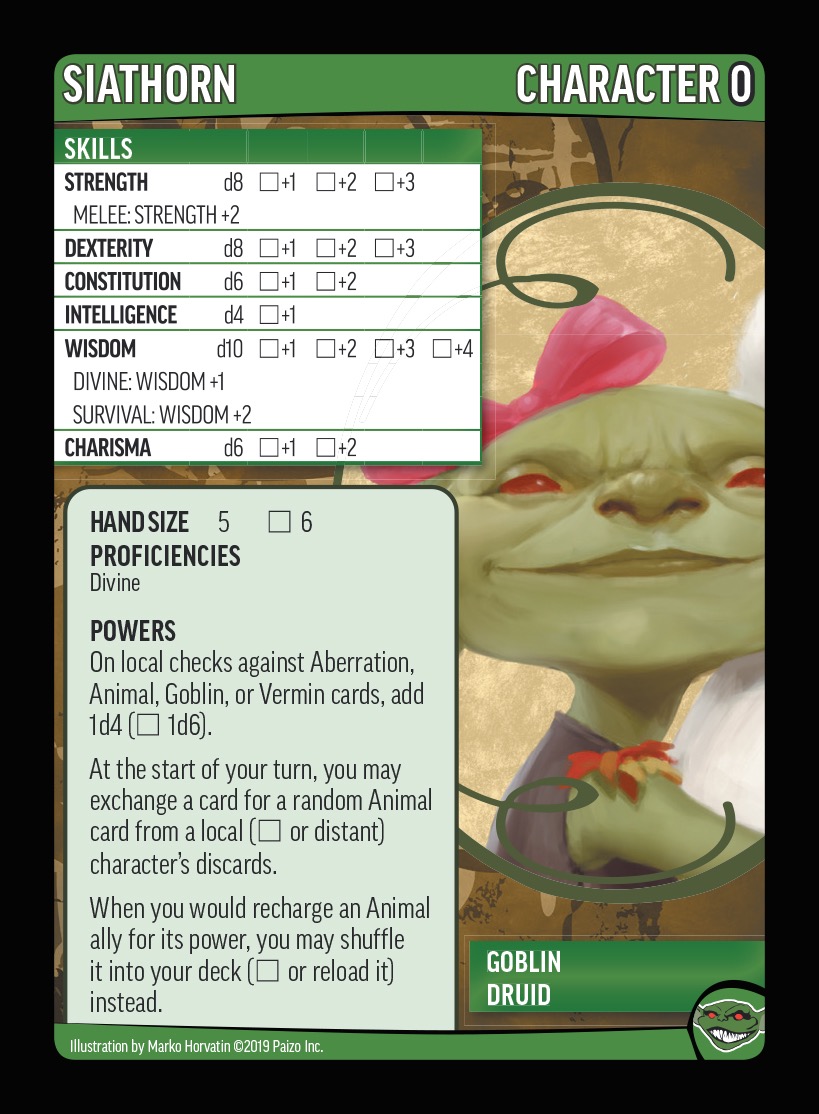 SIATHORN CHARACTER 0
SKILLS
STRENGTH d8 ☐+1 ☐+2 ☐+3
MELEE: STRENGTH +2
DEXTERITY d8 ☐+1 ☐+2 ☐+3
CONSTITUTION d6 ☐+1 ☐+2
INTELLIGENCE d4 ☐+1
WISDOM d10 ☐+1 ☐+2 ☐+3 ☐+4
DIVINE: WISDOM +1
SURVIVAL: WISDOM +2
CHARISMA d6 ☐+1 ☐+2
HAND SIZE 5 ☐ 6
PROFICIENCIES
Divine
POWERS
On local checks against Aberration,
Animal, Goblin, or Vermin cards, add
1d4 (☐ 1d6).
At the start of your turn, you may
exchange a card for a random Animal
card from a local (☐ or distant)
character’s discards.
When you would recharge an Animal
ally for its power, you may shuffle
it into your deck (☐ or reload it)
instead.
GOBLIN
DRUID
Illustration by Marko Horvatin ©2019 Paizo Inc.